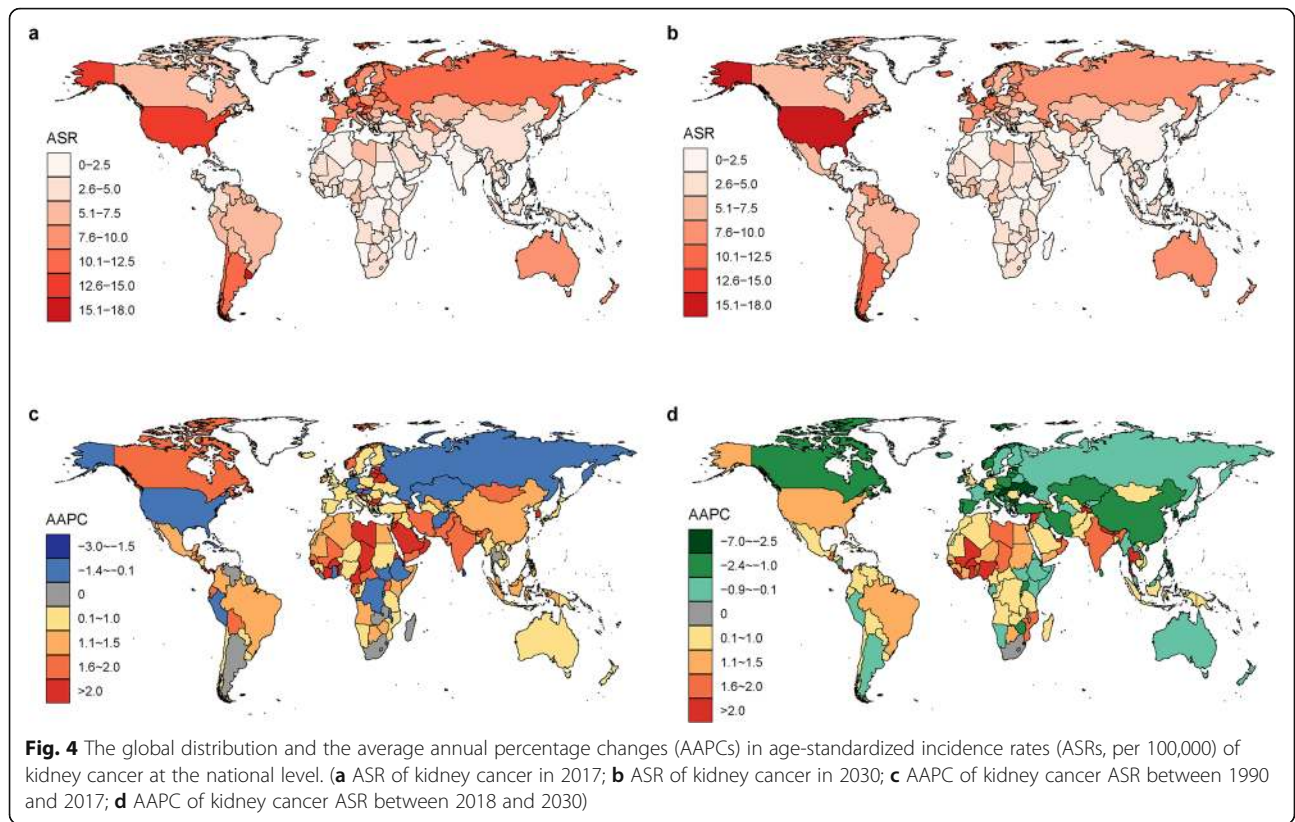 a
ASR
0−2.5
2.6−5.0
5.1−7.5
7.6−10.0
10.1−12.5
12.6−15.0
15.1−18.0
b
ASR
0−2.5
2.6−5.0
5.1−7.5
7.6−10.0
10.1−12.5
12.6−15.0
15.1−18.0
c
AAPC
−3.0~−1.5
−1.4~−0.1
0
0.1~1.0
1.1~1.5
1.6~2.0
>2.0
d
AAPC
−7.0~−2.5
−2.4~−1.0
−0.9~−0.1
0
0.1~1.0
1.1~1.5
1.6~2.0
>2.0
Fig. 4 The global distribution and the average annual percentage changes (AAPCs) in age-standardized incidence rates (ASRs, per 100,000) of
kidney cancer at the national level. (a ASR of kidney cancer in 2017; b ASR of kidney cancer in 2030; c AAPC of kidney cancer ASR between 1990
and 2017; d AAPC of kidney cancer ASR between 2018 and 2030)